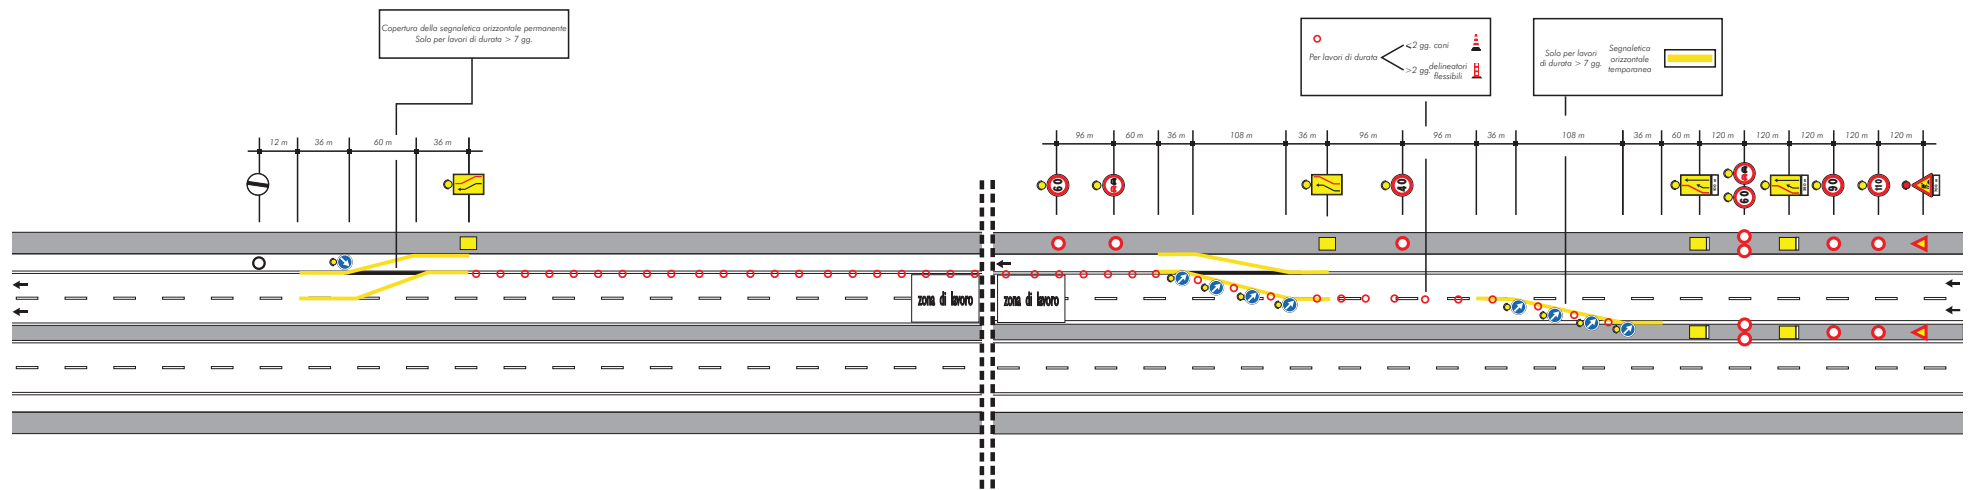 Copertura della segnaletica orizzontale permanente
Solo per lavori di durata > 7 gg.
Per lavori di durata
<2 gg. coni
>2 gg. delineatori
flessibili
Solo per lavori
di durata > 7 gg.
Segnaletica
orizzontale
temporanea
12 m
36 m
60 m
36 m
96 m
60 m
36 m
108 m
36 m
96 m
96 m
36 m
108 m
36 m
60 m
120 m
120 m
120 m
120 m
120 m
60
40
60
90
110
zona di lavoro
zona di lavoro